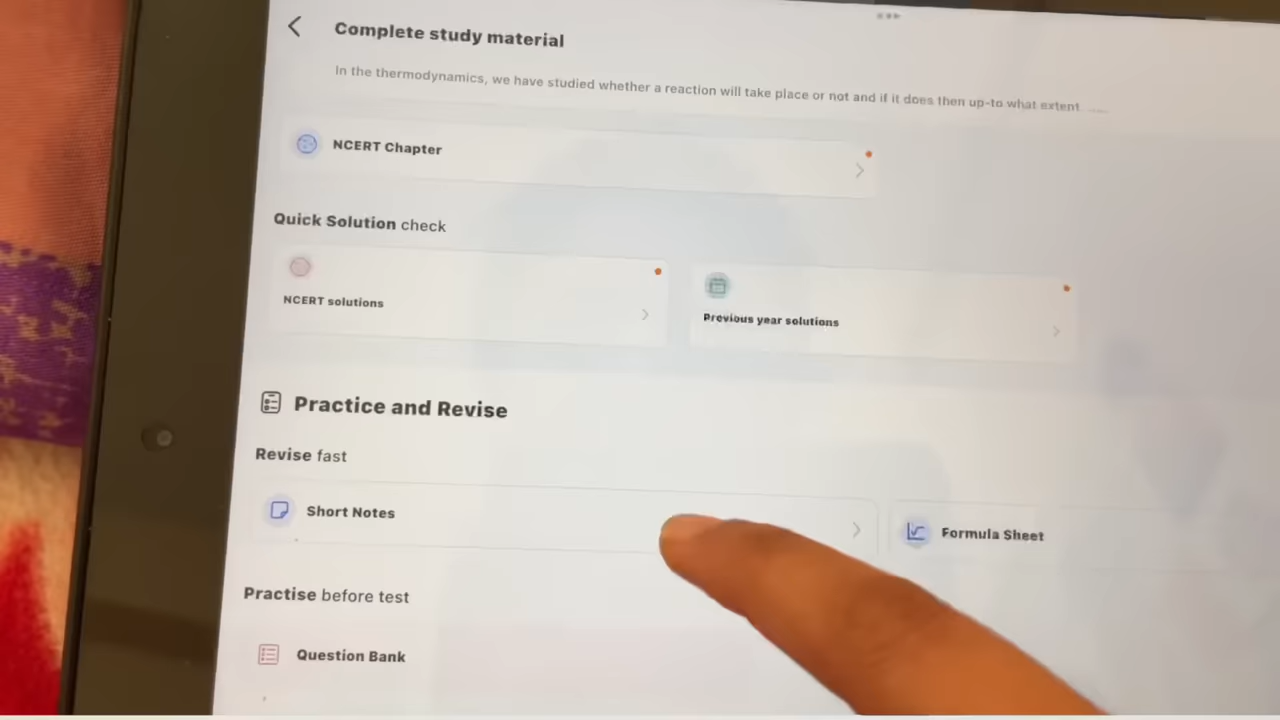 Complete study material
In the thermodynamics, we have studied whether a reaction will take place or not and if it does then up-to what extent
NCERT Chapter
Quick Solution check
NCERT solutions
Previous year solutions
Practice and Revise
Revise fast
Short Notes
Formula Sheet
Practise before test
Question Bank